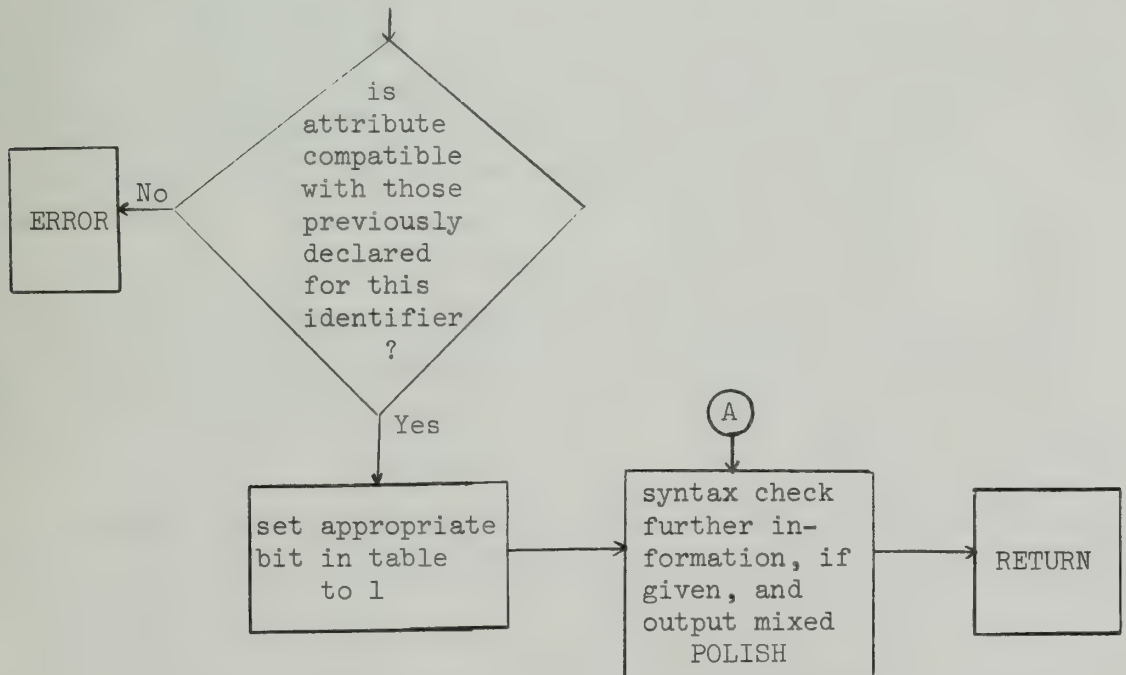 is
attribute
compatible
with those
previously
declared
for this
identifier
?
No
ERROR
Yes
set appropriate
bit in table
to 1
A
syntax check
further in-
formation, if
given, and
output mixed
POLISH
RETURN